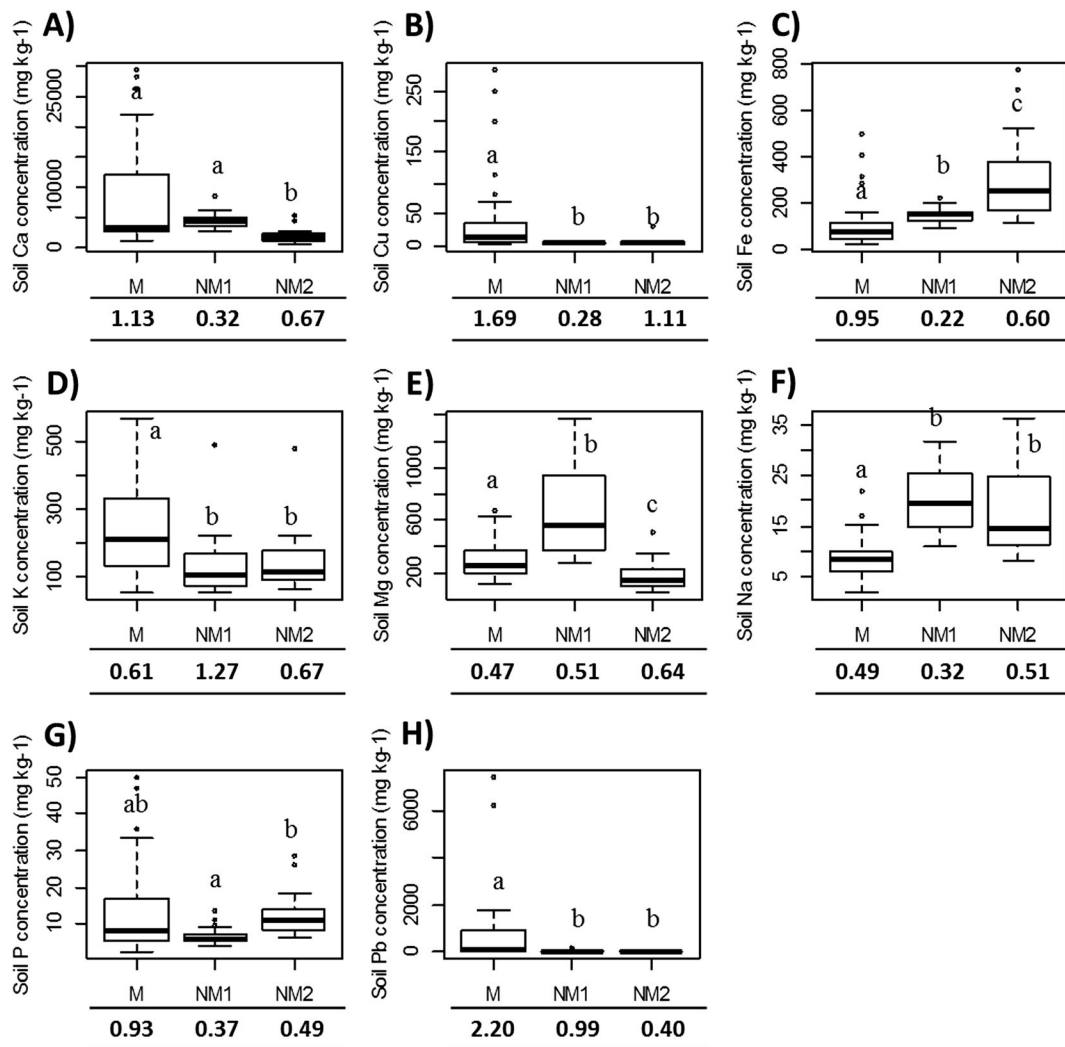 A)
Soil Ca concentration (mg kg-1)
25000
10000
0
a
a
b
M NM1 NM2
1.13 0.32 0.67
B)
Soil Cu concentration (mg kg-1)
250
150
50
0
a
b
b
M NM1 NM2
1.69 0.28 1.11
C)
Soil Fe concentration (mg kg-1)
800
600
400
200
0
a
b
c
M NM1 NM2
0.95 0.22 0.60
D)
Soil K concentration (mg kg-1)
500
300
100
a
b
b
M NM1 NM2
0.61 1.27 0.67
E)
Soil Mg concentration (mg kg-1)
1000
600
200
a
b
c
M NM1 NM2
0.47 0.51 0.64
F)
Soil Na concentration (mg kg-1)
35
25
15
5
a
b
b
M NM1 NM2
0.49 0.32 0.51
G)
Soil P concentration (mg kg-1)
50
40
30
20
10
ab
a
b
M NM1 NM2
0.93 0.37 0.49
H)
Soil Pb concentration (mg kg-1)
6000
2000
0
a
b
b
M NM1 NM2
2.20 0.99 0.40